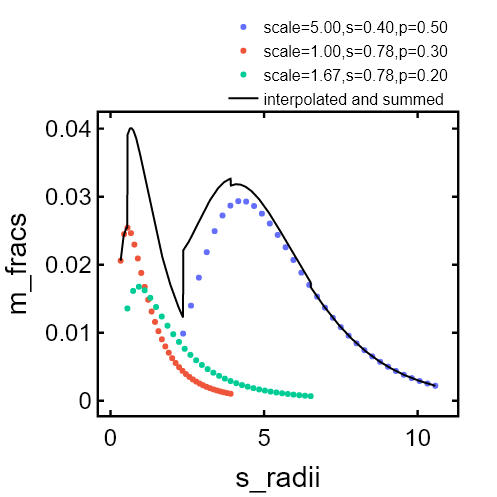 scale=5.00,s=0.40,p=0.50
scale=1.00,s=0.78,p=0.30
scale=1.67,s=0.78,p=0.20
interpolated and summed
0.04
0.03
0.02
0.01
0
m_fracs
0 5 10
s_radii